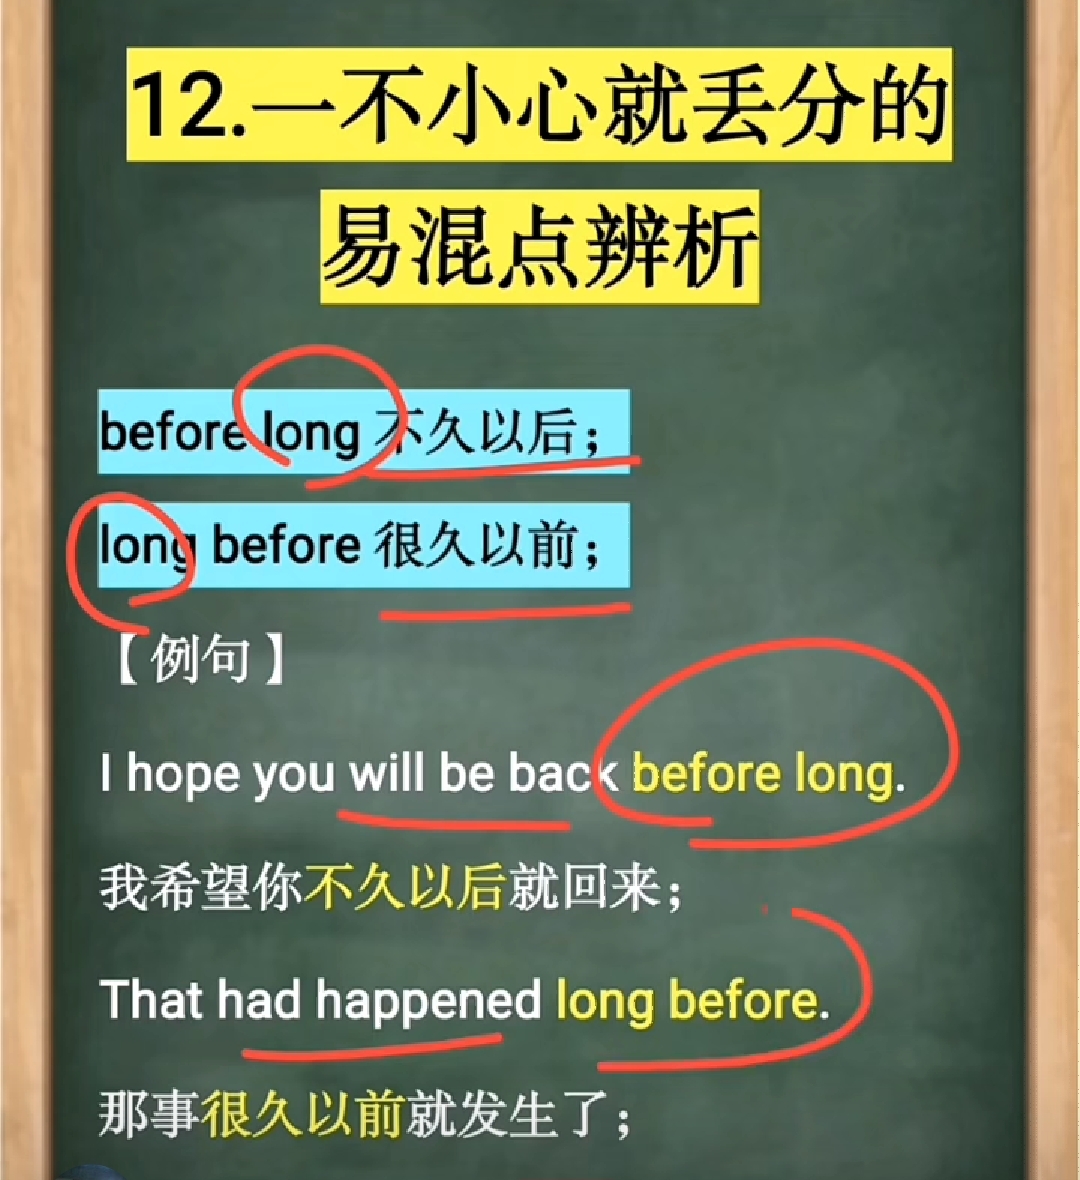 12.一不小心就丢分的
易混点辨析
before long 不久以后；
long before 很久以前；
【例句】
I hope you will be back before long.
我希望你不久以后就回来；
That had happened long before.
那事很久以前就发生了；